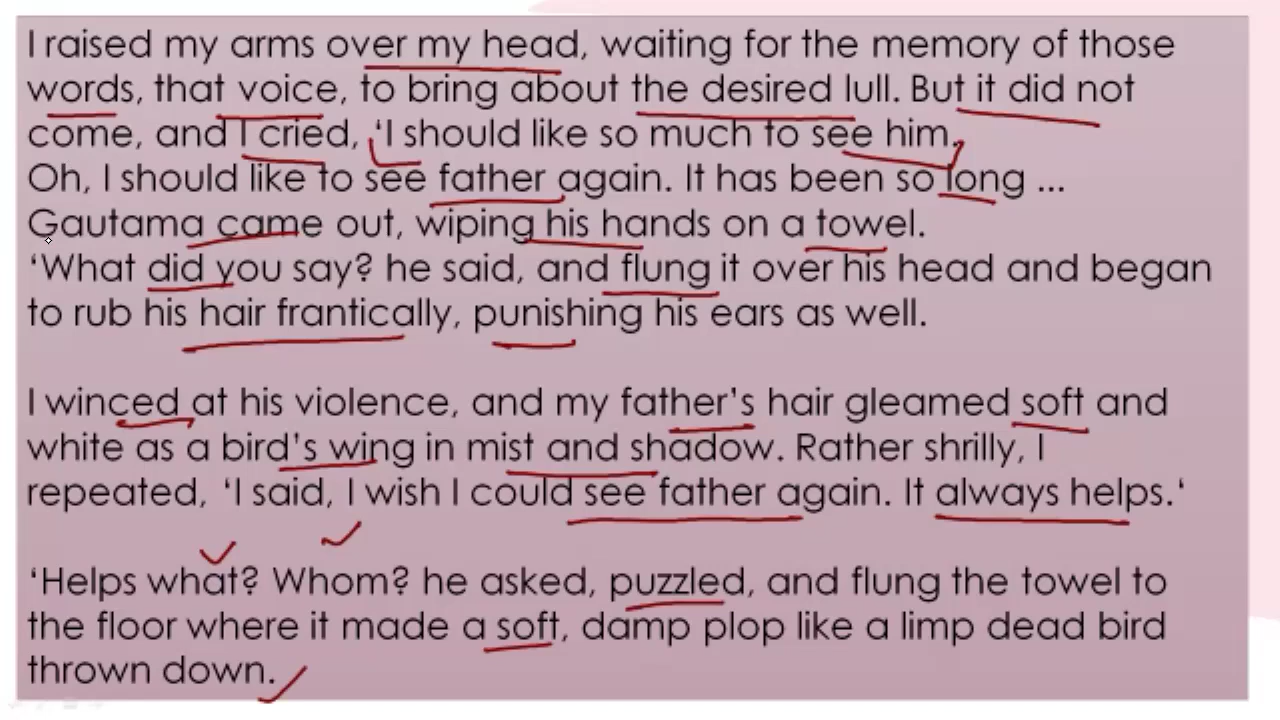 I raised my arms over my head, waiting for the memory of those
words, that voice, to bring about the desired lull. But it did not
come, and I cried, ‘I should like so much to see him.
Oh, I should like to see father again. It has been so long ...
Gautama came out, wiping his hands on a towel.
‘What did you say? he said, and flung it over his head and began
to rub his hair frantically, punishing his ears as well.
I winced at his violence, and my father’s hair gleamed soft and
white as a bird’s wing in mist and shadow. Rather shrilly, I
repeated, ‘I said, I wish I could see father again. It always helps.‘
‘Helps what? Whom? he asked, puzzled, and flung the towel to
the floor where it made a soft, damp plop like a limp dead bird
thrown down.